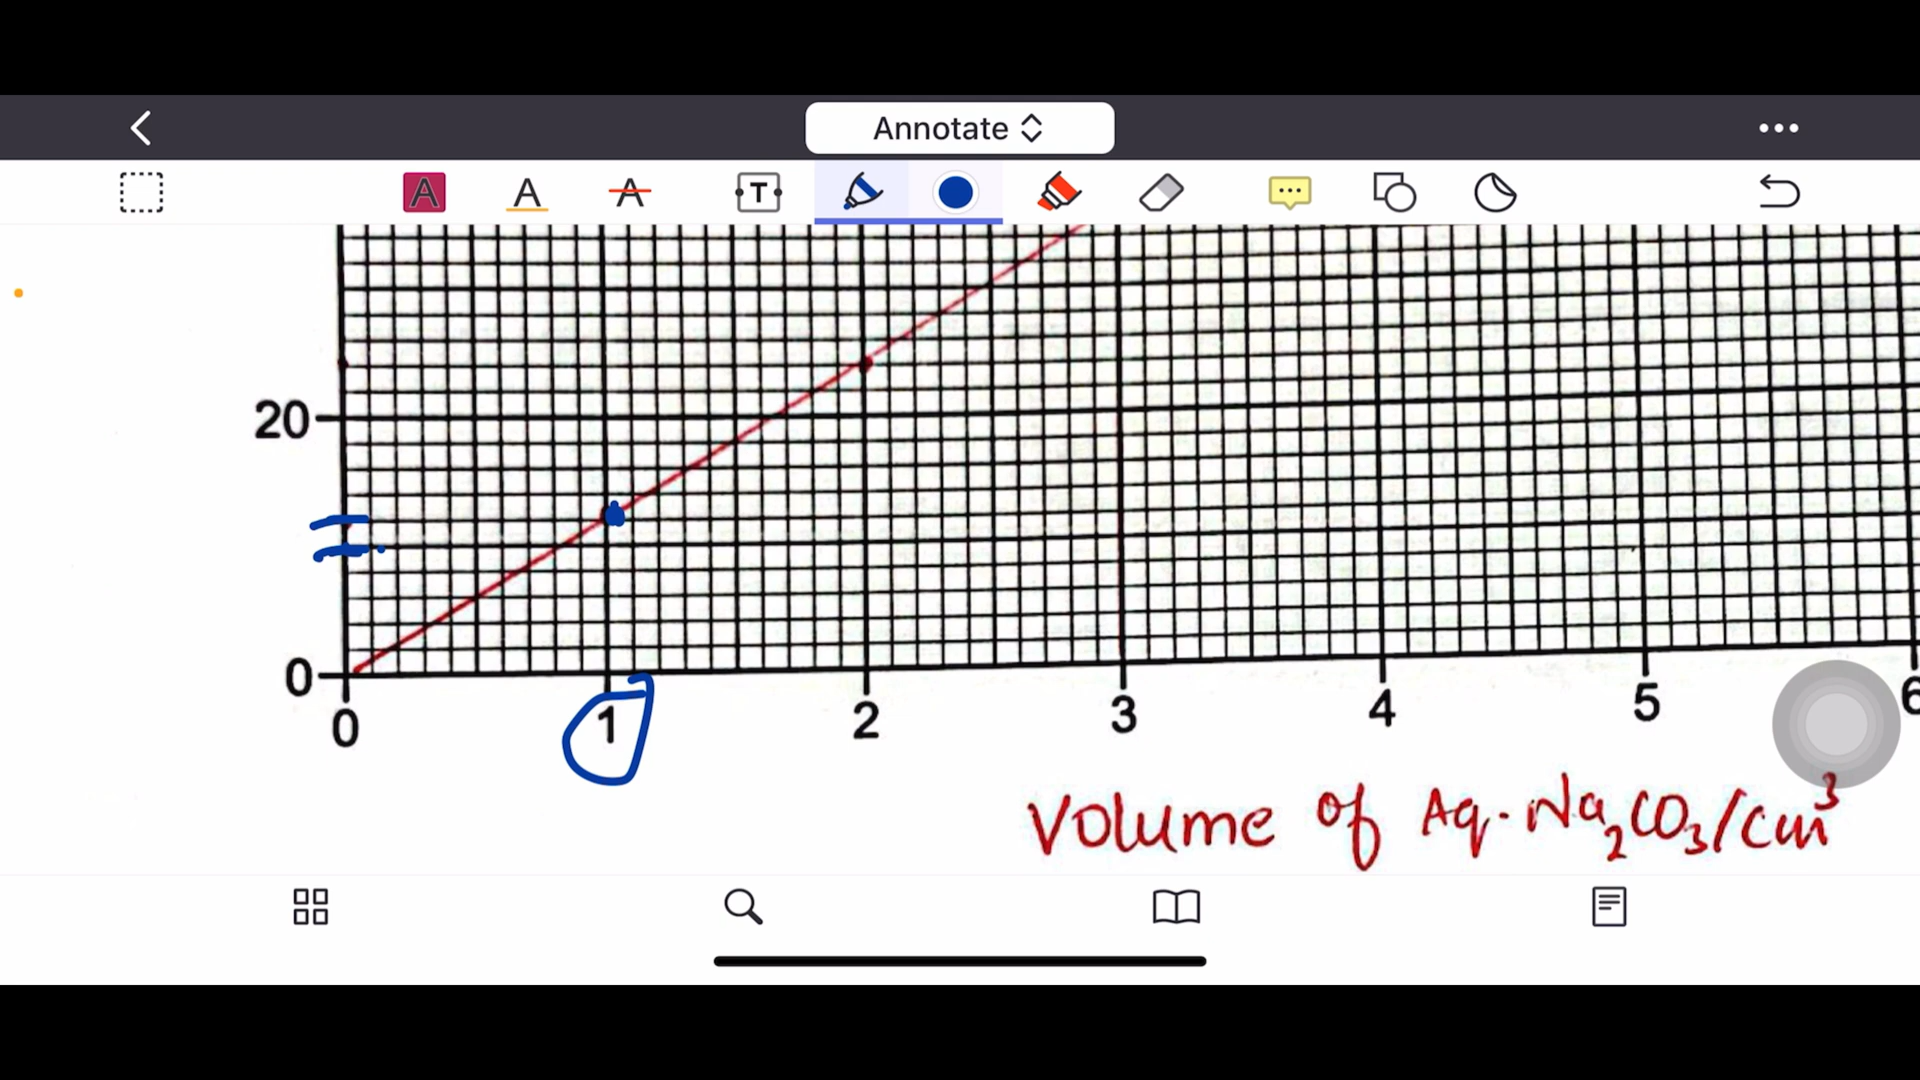 Annotate
A A A T
20
0
0 1 2 3 4 5 6
Volume of Aq. Na₂CO₃/cm³